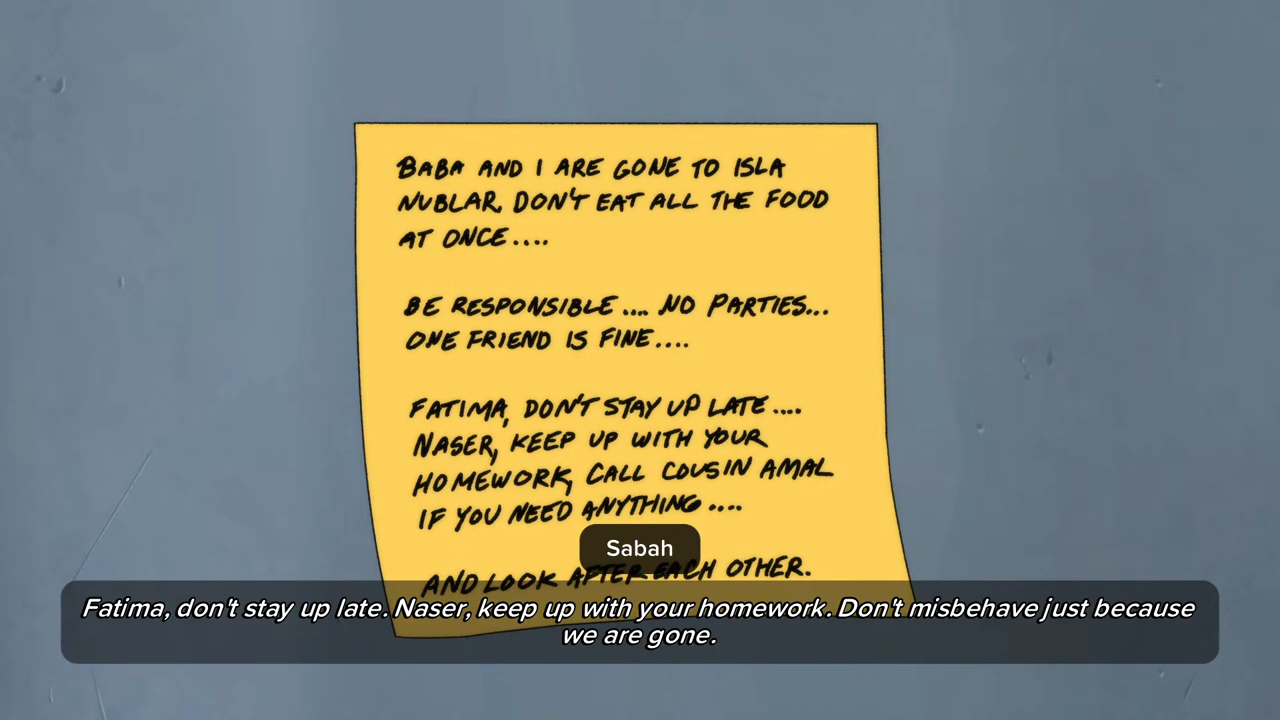 BABA AND I ARE GONE TO ISLA
NUBLAR, DON'T EAT ALL THE FOOD
AT ONCE....
BE RESPONSIBLE.... NO PARTIES...
ONE FRIEND IS FINE....
FATIMA, DON'T STAY UP LATE....
NASER, KEEP UP WITH YOUR
HOMEWORK, CALL COUSIN AMAL
IF YOU NEED ANYTHING....
AND LOOK AFTER EACH OTHER.
Sabah
Fatima, don't stay up late. Naser, keep up with your homework. Don't misbehave just because
we are gone.